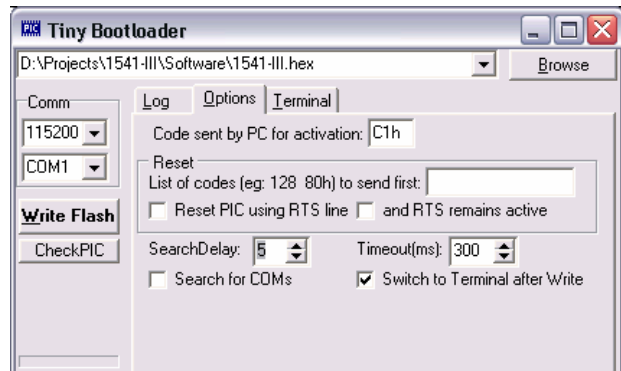 PIC Tiny Bootloader
D:\Projects\1541-III\Software\1541-III.hex
Browse
Comm
115200
COM1
Write Flash
CheckPIC
Log Options Terminal
Code sent by PC for activation: C1h
Reset
List of codes (eg: 128 80h) to send first:
Reset PIC using RTS line and RTS remains active
SearchDelay: 5 Timeout(ms): 300
Search for COMs Switch to Terminal after Write